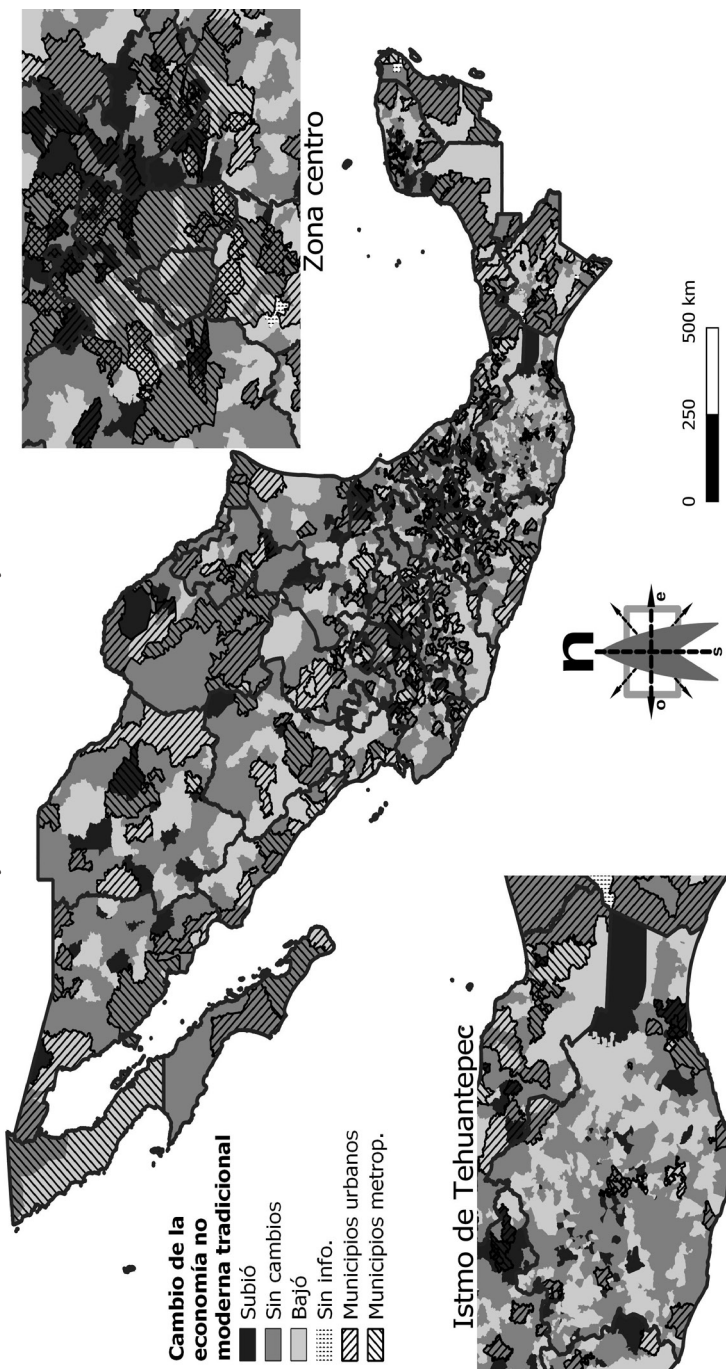 Cambio de la
economía no
moderna tradicional
Subió
Sin cambios
Bajó
Sin info.
Municipios urbanos
Municipios metrop.
Istmo de Tehuantepec
Zona centro
n
o
e
s
0
250
500 km